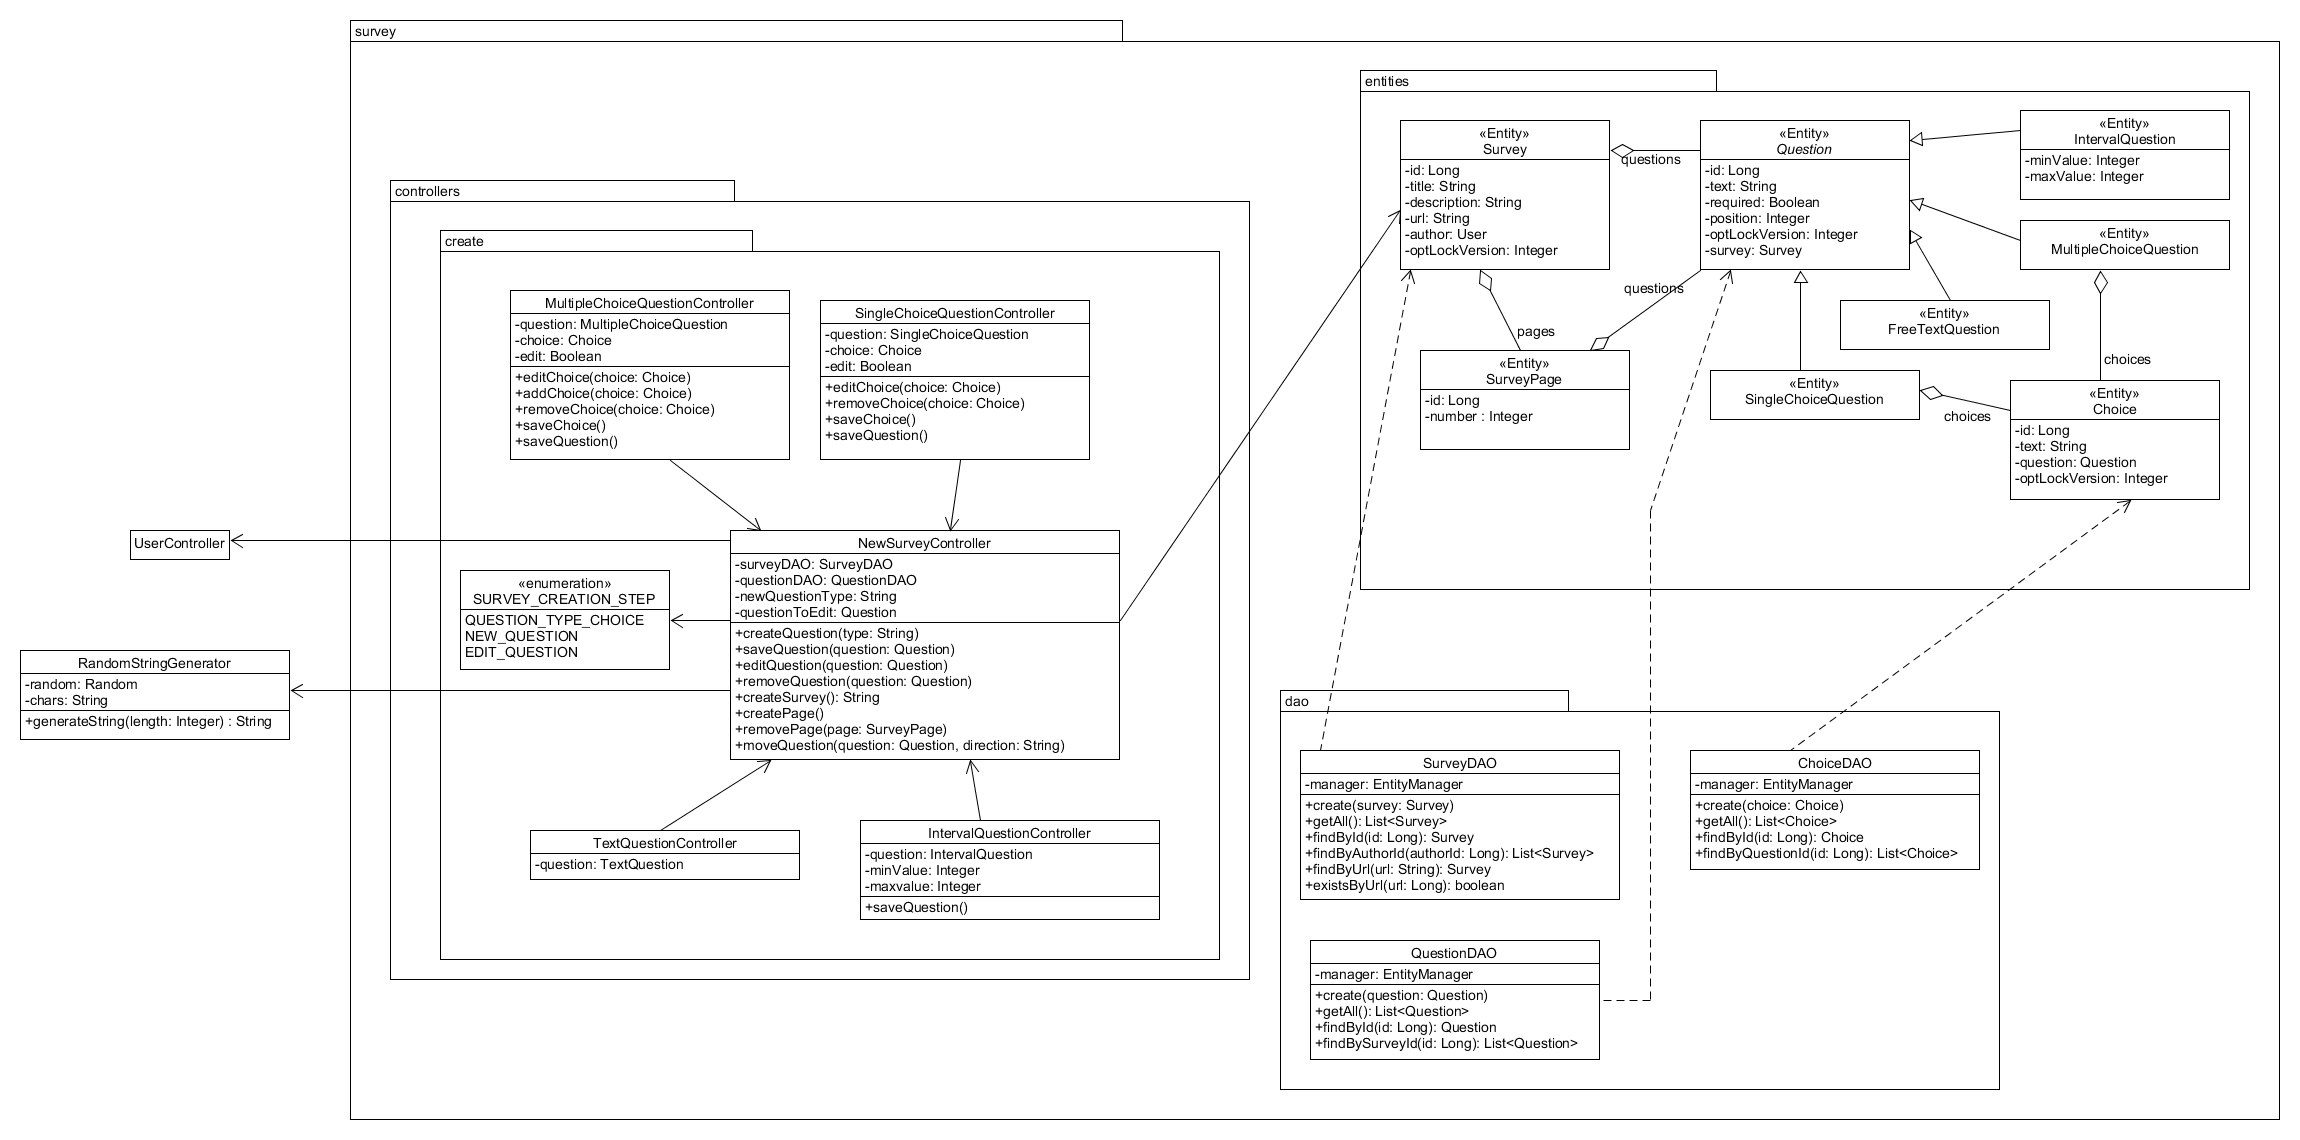 survey
controllers
create
MultipleChoiceQuestionController
-question: MultipleChoiceQuestion
-choice: Choice
-edit: Boolean
+editChoice(choice: Choice)
+addChoice(choice: Choice)
+removeChoice(choice: Choice)
+saveChoice()
+saveQuestion()
SingleChoiceQuestionController
-question: SingleChoiceQuestion
-choice: Choice
-edit: Boolean
+editChoice(choice: Choice)
+removeChoice(choice: Choice)
+saveChoice()
+saveQuestion()
UserController
«enumeration»
SURVEY_CREATION_STEP
QUESTION_TYPE_CHOICE
NEW_QUESTION
EDIT_QUESTION
RandomStringGenerator
-random: Random
-chars: String
+generateString(length: Integer) : String
NewSurveyController
-surveyDAO: SurveyDAO
-questionDAO: QuestionDAO
-newQuestionType: String
-questionToEdit: Question
+createQuestion(type: String)
+saveQuestion(question: Question)
+editQuestion(question: Question)
+removeQuestion(question: Question)
+createSurvey(): String
+createPage()
+removePage(page: SurveyPage)
+moveQuestion(question: Question, direction: String)
TextQuestionController
-question: TextQuestion
IntervalQuestionController
-question: IntervalQuestion
-minValue: Integer
-maxvalue: Integer
+saveQuestion()
entities
«Entity»
Survey
-id: Long
-title: String
-description: String
-url: String
-author: User
-optLockVersion: Integer
questions
«Entity»
Question
-id: Long
-text: String
-required: Boolean
-position: Integer
-optLockVersion: Integer
-survey: Survey
«Entity»
IntervalQuestion
-minValue: Integer
-maxValue: Integer
«Entity»
MultipleChoiceQuestion
«Entity»
FreeTextQuestion
questions
pages
«Entity»
SurveyPage
-id: Long
-number : Integer
«Entity»
SingleChoiceQuestion
choices
choices
«Entity»
Choice
-id: Long
-text: String
-question: Question
-optLockVersion: Integer
dao
SurveyDAO
-manager: EntityManager
+create(survey: Survey)
+getAll(): List<Survey>
+findById(id: Long): Survey
+findByAuthorId(authorId: Long): List<Survey>
+findByUrl(url: String): Survey
+existsByUrl(url: Long): boolean
ChoiceDAO
-manager: EntityManager
+create(choice: Choice)
+getAll(): List<Choice>
+findById(id: Long): Choice
+findByQuestionId(id: Long): List<Choice>
QuestionDAO
-manager: EntityManager
+create(question: Question)
+getAll(): List<Question>
+findById(id: Long): Question
+findBySurveyId(id: Long): List<Question>